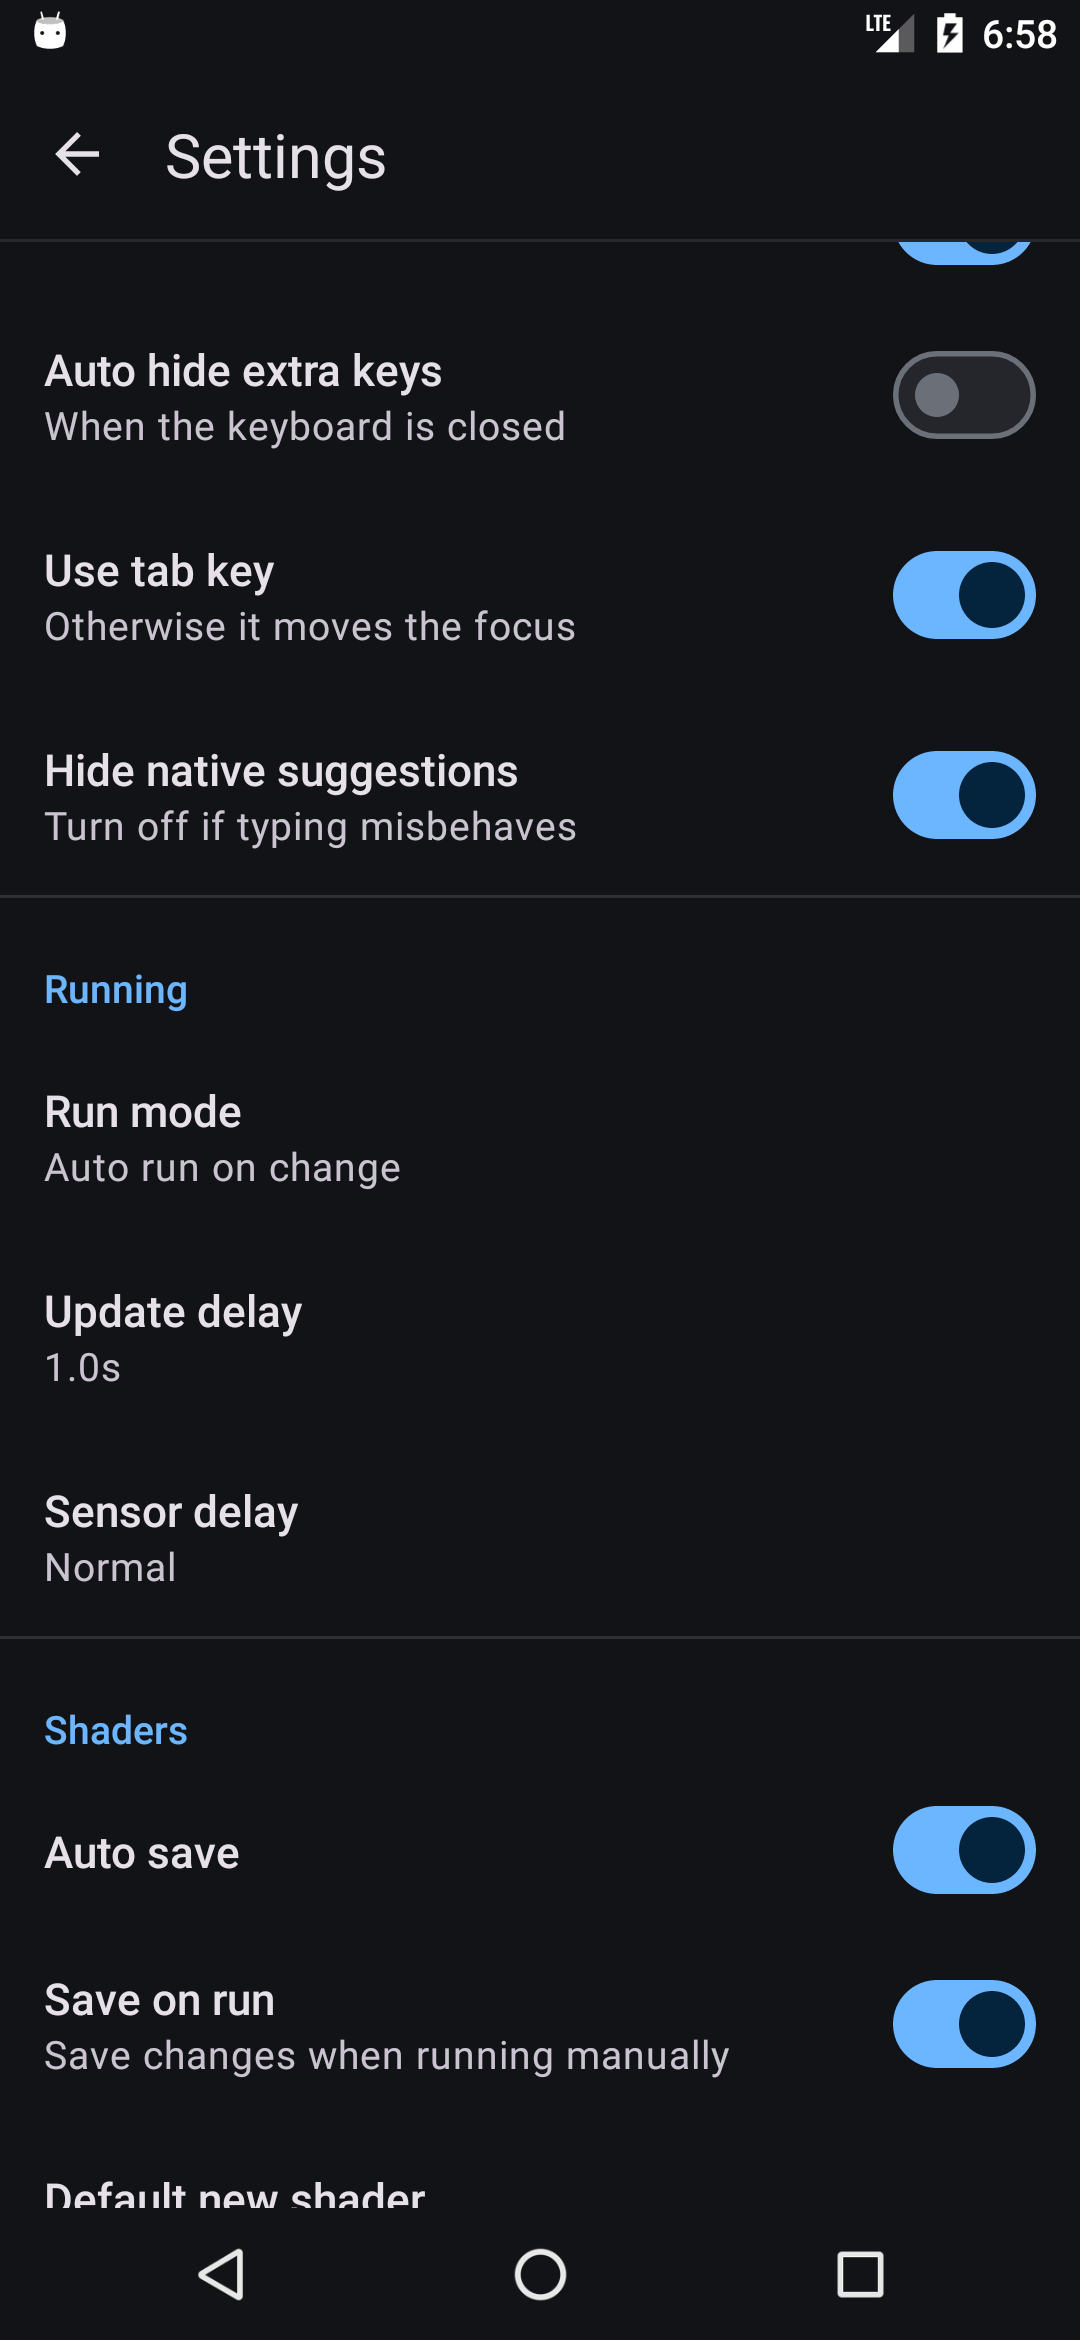 LTE 6:58
Settings
Auto hide extra keys
When the keyboard is closed
Use tab key
Otherwise it moves the focus
Hide native suggestions
Turn off if typing misbehaves
Running
Run mode
Auto run on change
Update delay
1.0s
Sensor delay
Normal
Shaders
Auto save
Save on run
Save changes when running manually
Default new shader